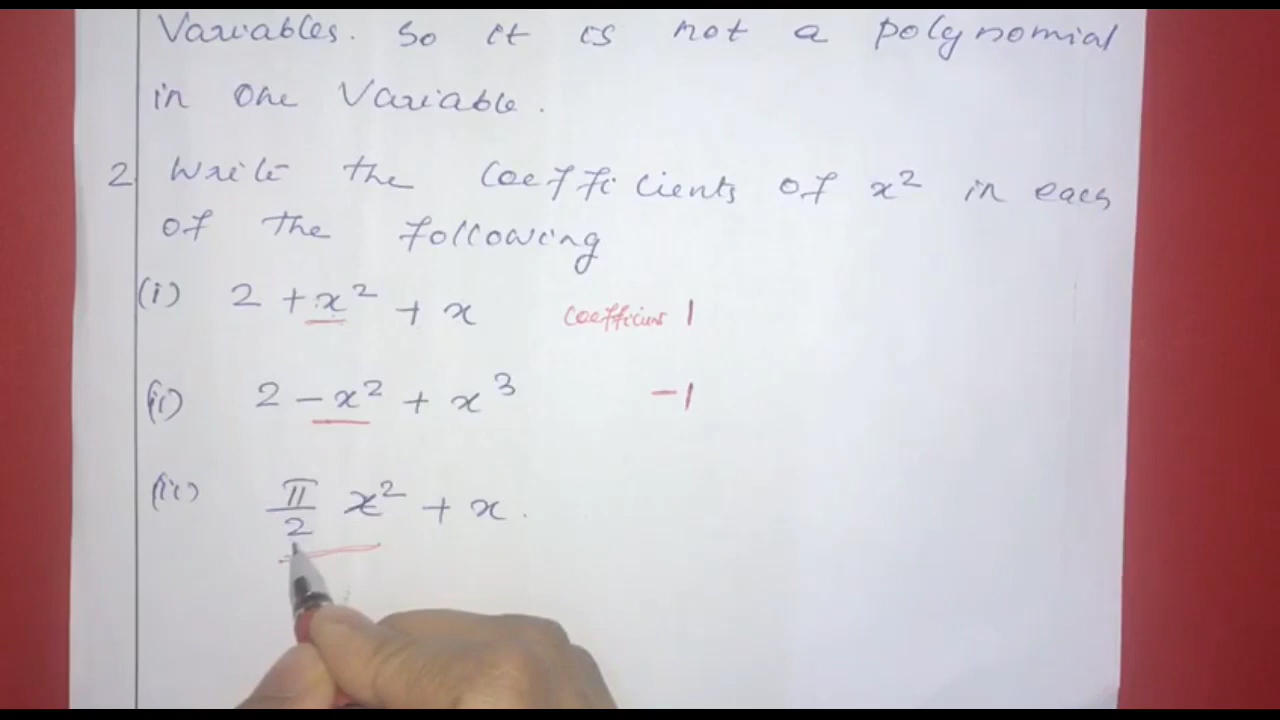 Variables. So it is not a polynomial
in one Variable.
2 Write the Coefficients of x² in each
of the following
(i) 2 + x² + x coefficient 1
(ii) 2 - x² + x³ -1
(iii) π/2 x² + x.